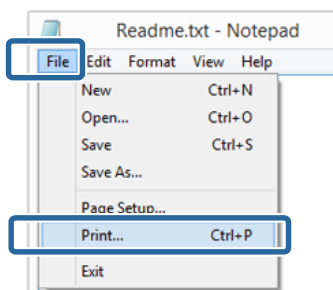 Readme.txt - Notepad
File Edit Format View Help
New Ctrl+N
Open... Ctrl+O
Save Ctrl+S
Save As...
Page Setup...
Print... Ctrl+P
Exit